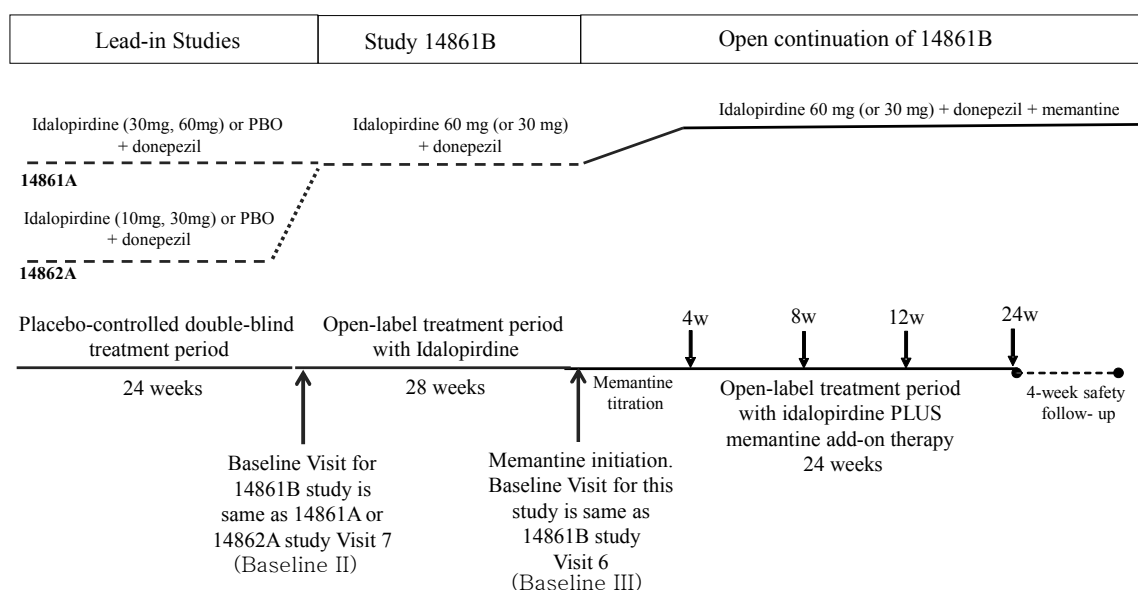 Lead-in Studies
Study 14861B
Open continuation of 14861B
Idalopirdine (30mg, 60mg) or PBO
+ donepezil
14861A
Idalopirdine 60 mg (or 30 mg)
+ donepezil
Idalopirdine 60 mg (or 30 mg) + donepezil + memantine
Idalopirdine (10mg, 30mg) or PBO
+ donepezil
14862A
Placebo-controlled double-blind
treatment period
24 weeks
Open-label treatment period
with Idalopirdine
28 weeks
4w
8w
12w
24w
Memantine
titration
Open-label treatment period
with idalopirdine PLUS
memantine add-on therapy
24 weeks
4-week safety
follow- up
Baseline Visit for
14861B study is
same as 14861A or
14862A study Visit 7
(Baseline II)
Memantine initiation.
Baseline Visit for this
study is same as
14861B study
Visit 6
(Baseline III)